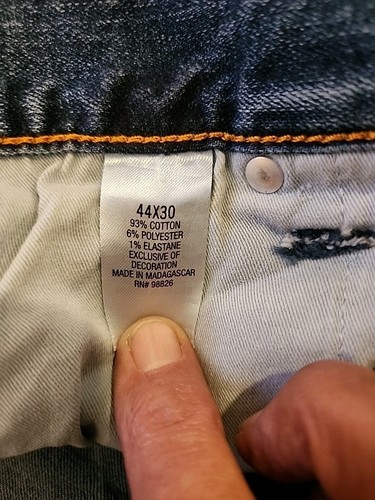 44X30
93% COTTON
6% POLYESTER
1% ELASTANE
EXCLUSIVE OF
DECORATION
MADE IN MADAGASCAR
RN# 98826